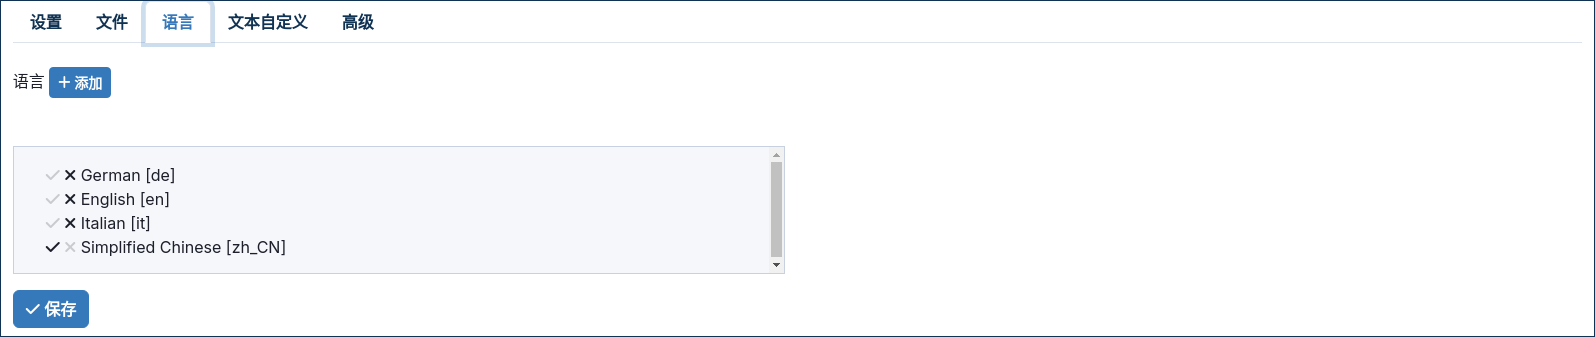 设置 文件 语言 文本自定义 高级
语言 添加
German [de]
English [en]
Italian [it]
Simplified Chinese [zh_CN]
保存